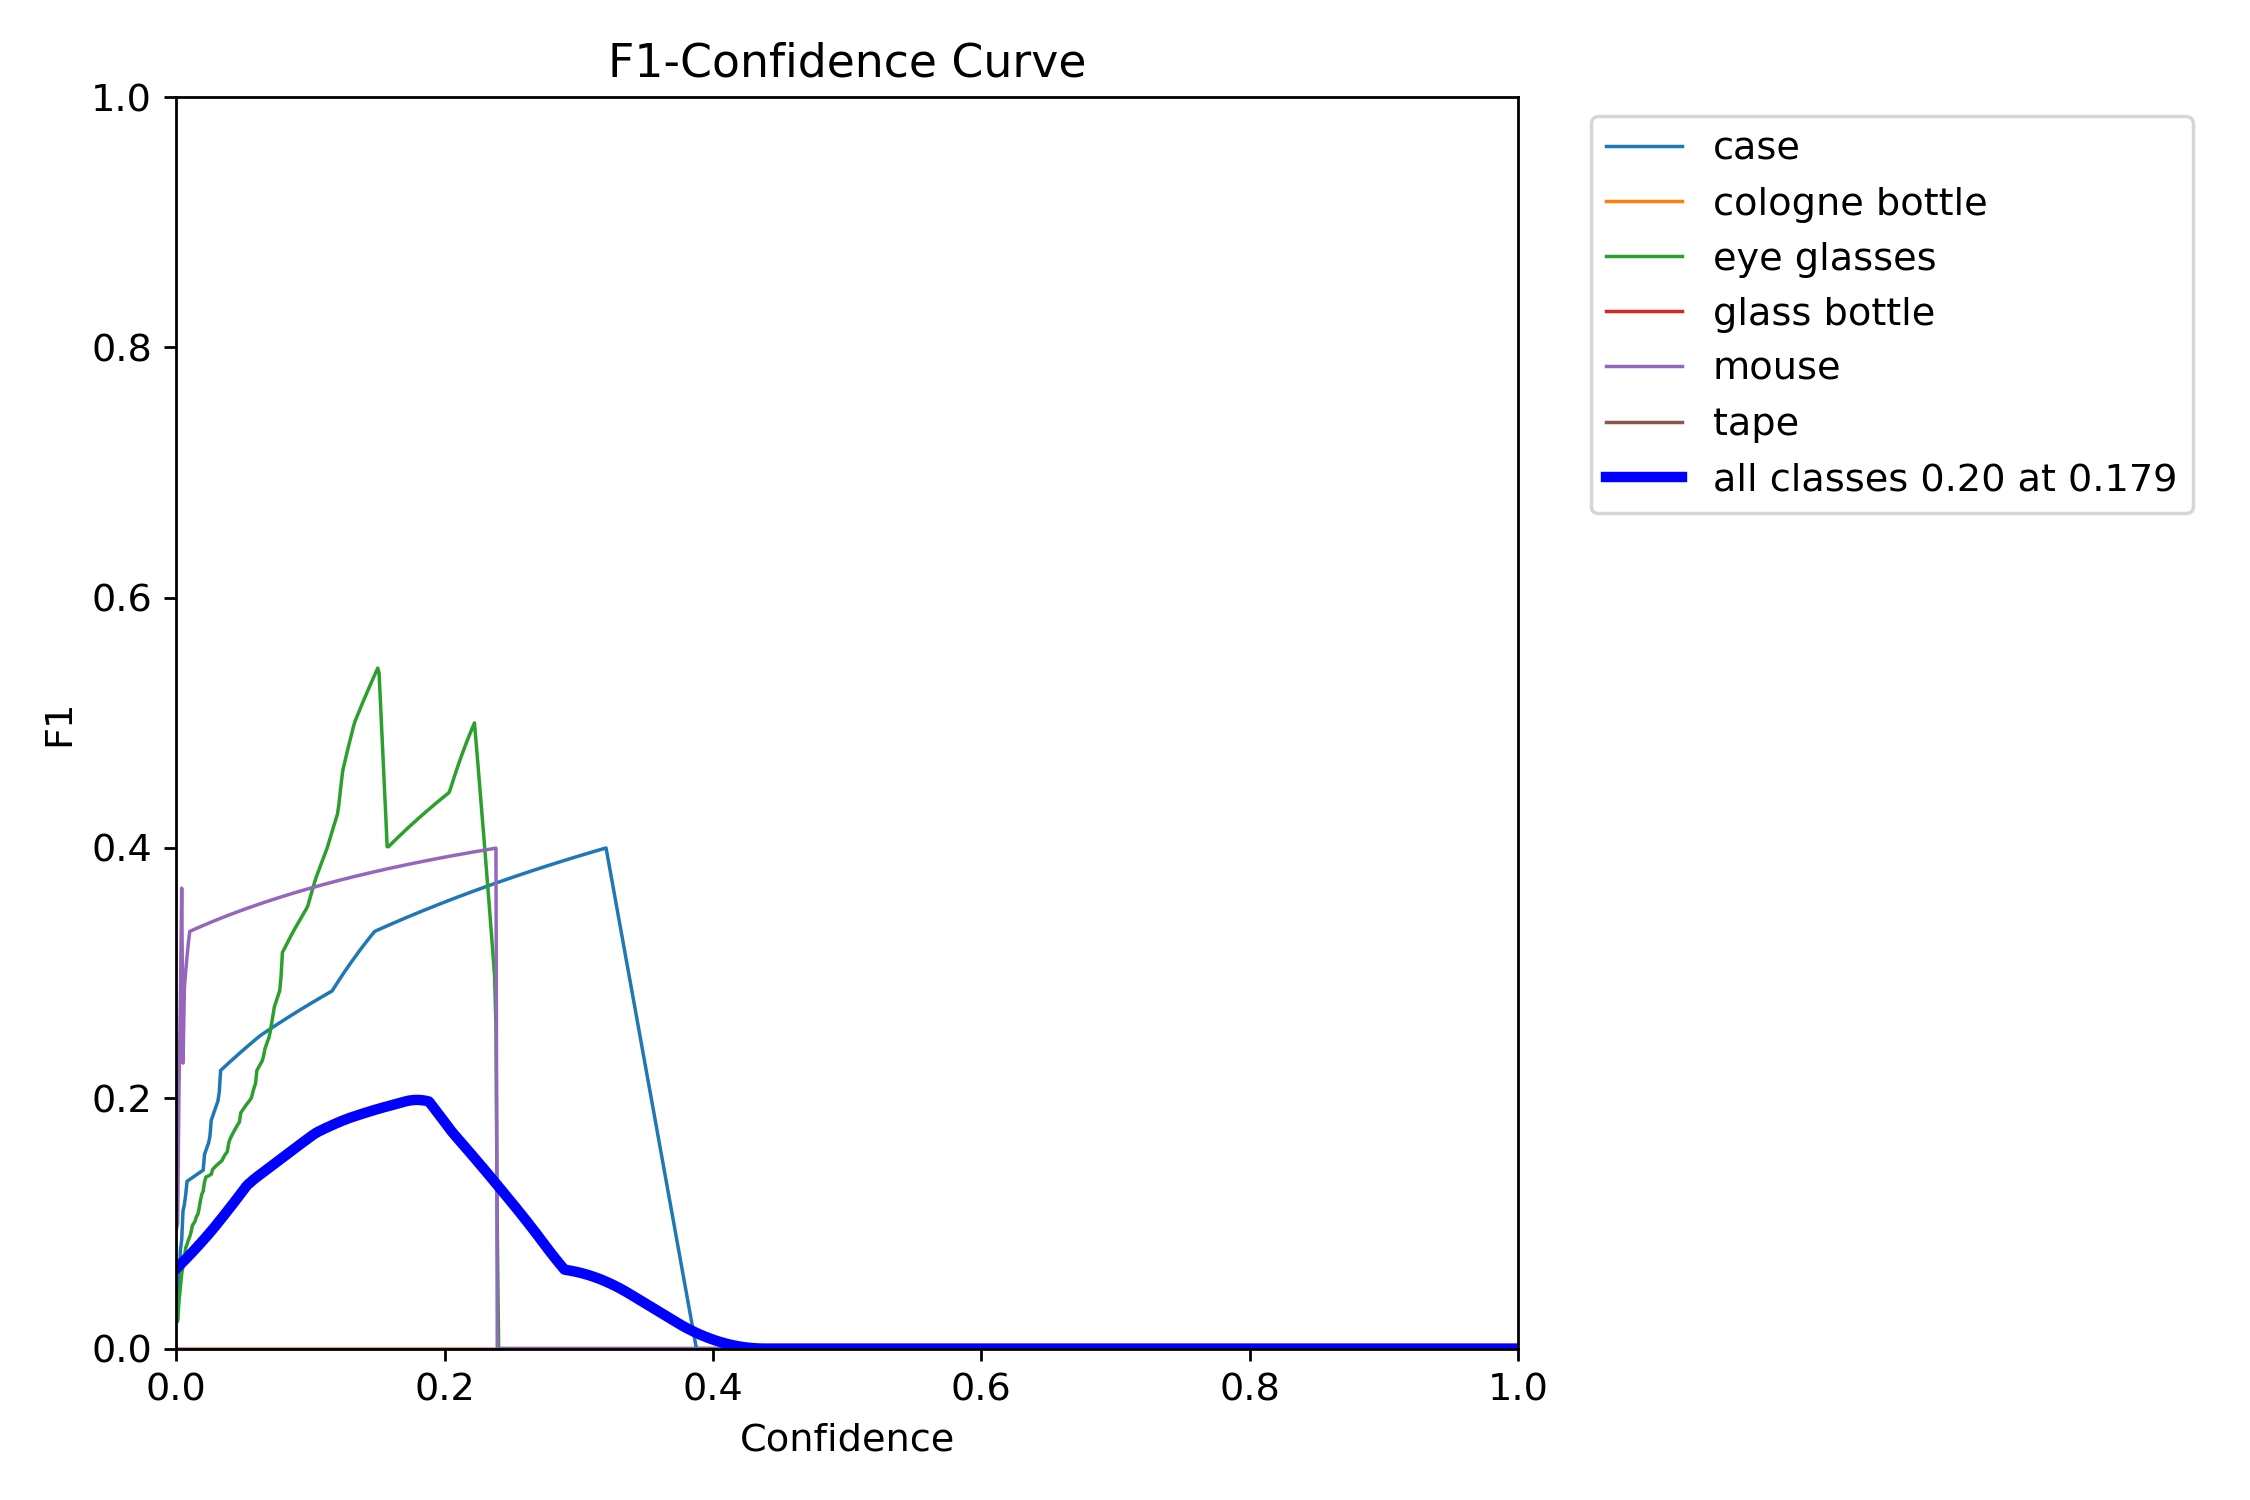 F1-Confidence Curve
1.0
0.8
0.6
0.4
0.2
0.0
F1
0.0 0.2 0.4 0.6 0.8 1.0
Confidence
case
cologne bottle
eye glasses
glass bottle
mouse
tape
all classes 0.20 at 0.179